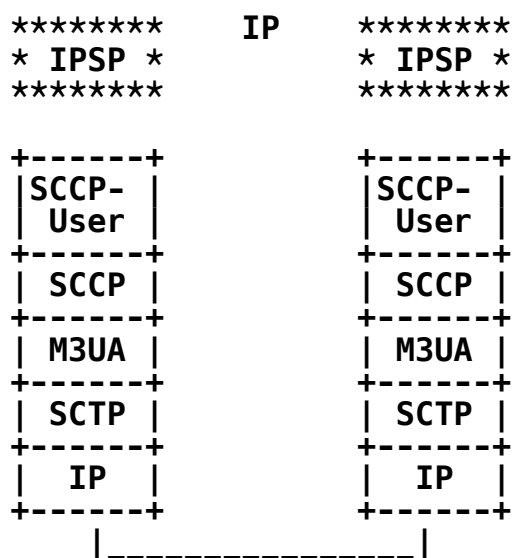 ********     IP     ********
* IPSP *            * IPSP *
********            ********

+------+            +------+
|SCCP- |            |SCCP- |
| User |            | User |
+------+            +------+
| SCCP |            | SCCP |
+------+            +------+
| M3UA |            | M3UA |
+------+            +------+
| SCTP |            | SCTP |
+------+            +------+
|  IP  |            |  IP  |
+------+            +------+
    |________________|